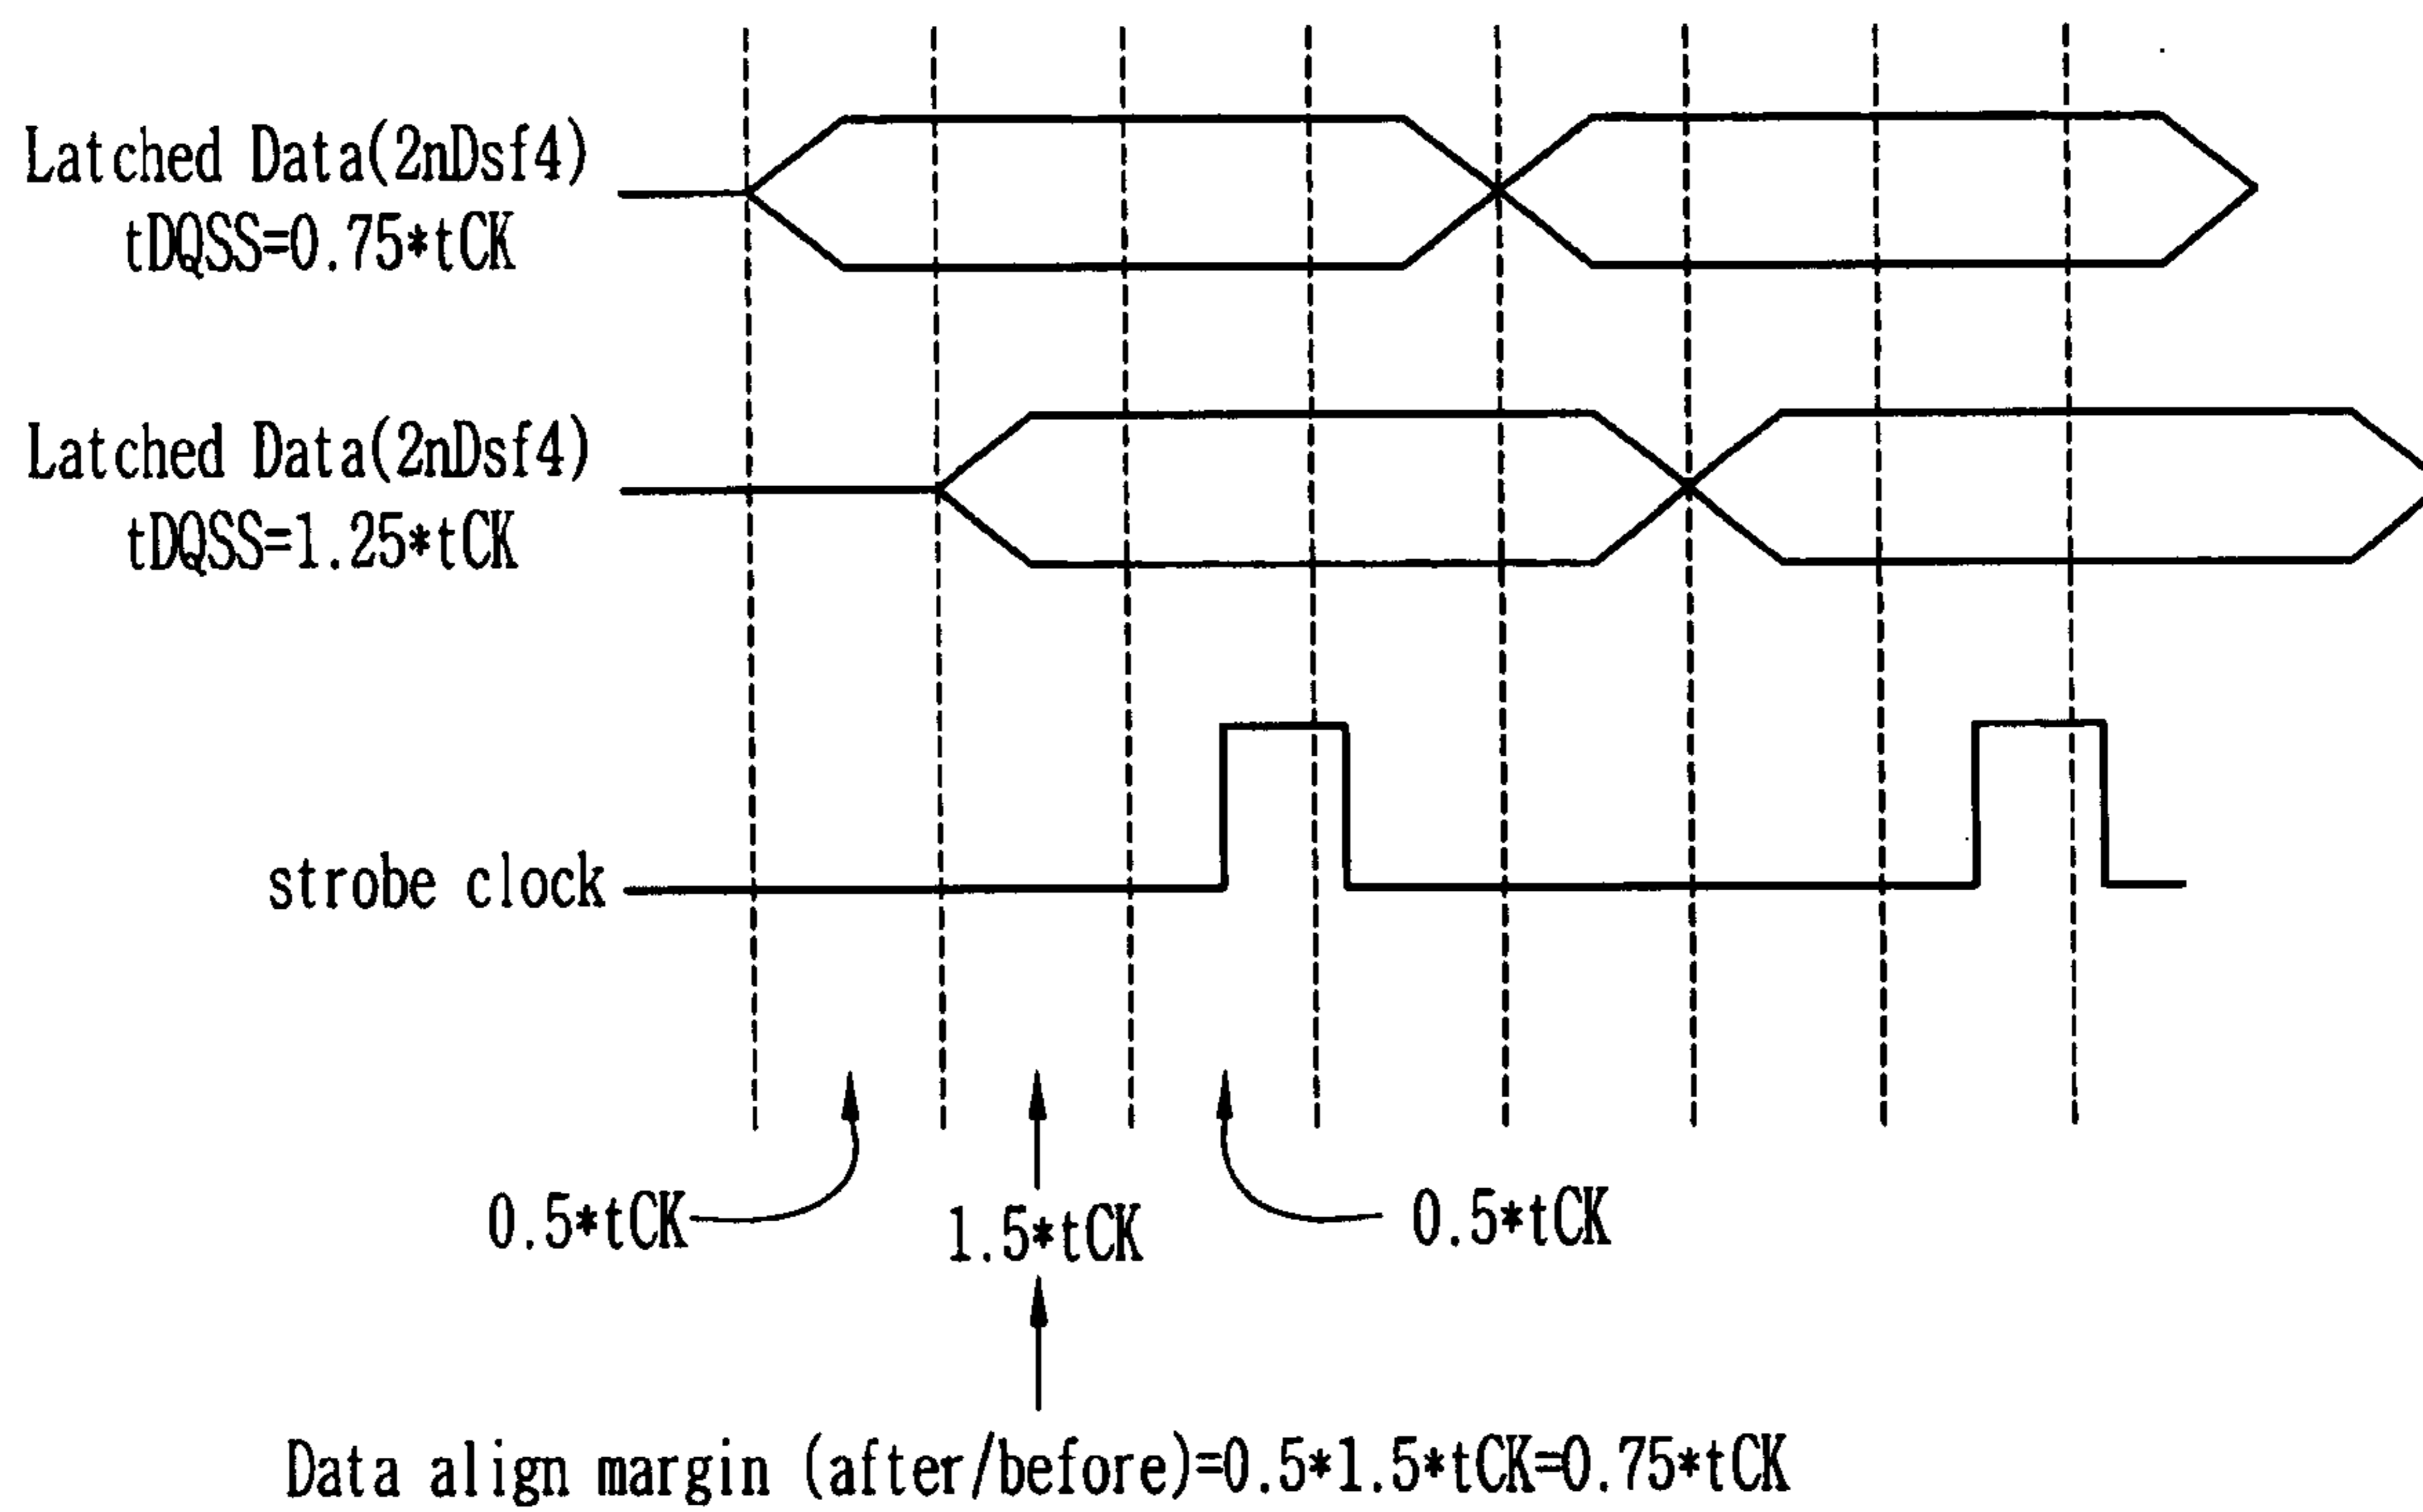 Latched Data(2nDsf4)
tDQSS=0.75*tCK
Latched Data(2nDsf4)
tDQSS=1.25*tCK
strobe clock
0.5*tCK
1.5*tCK
0.5*tCK
Data align margin (after/before)=0.5*1.5*tCK=0.75*tCK